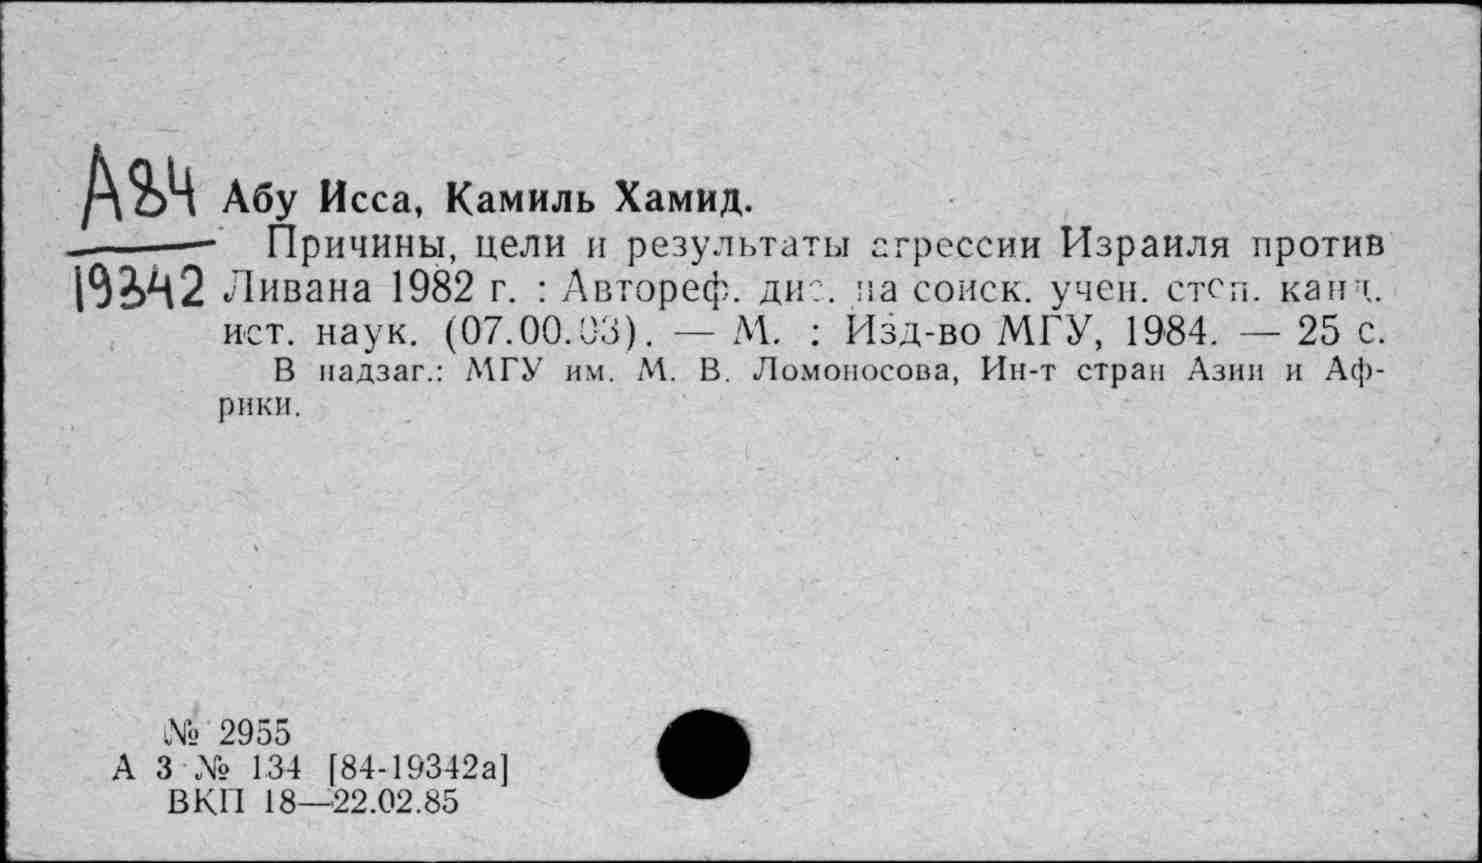 А84 Абу Исса, Камиль Хамид.
Причины, цели и результаты агрессии Израиля против
19342 Ливана 1982 г. : Автореф. дис. на соиск. учен. степ. канд.
ист. наук. (07.00.03). — М. : Изд-во МГУ, 1984. — 25 с.
В надзаг.: МГУ им. М. В. Ломоносова, Ин-т стран Азии и Аф-
рики.
№ 2955
А 3 № 134 [84-19342а]
ВКП 18—22.02.85